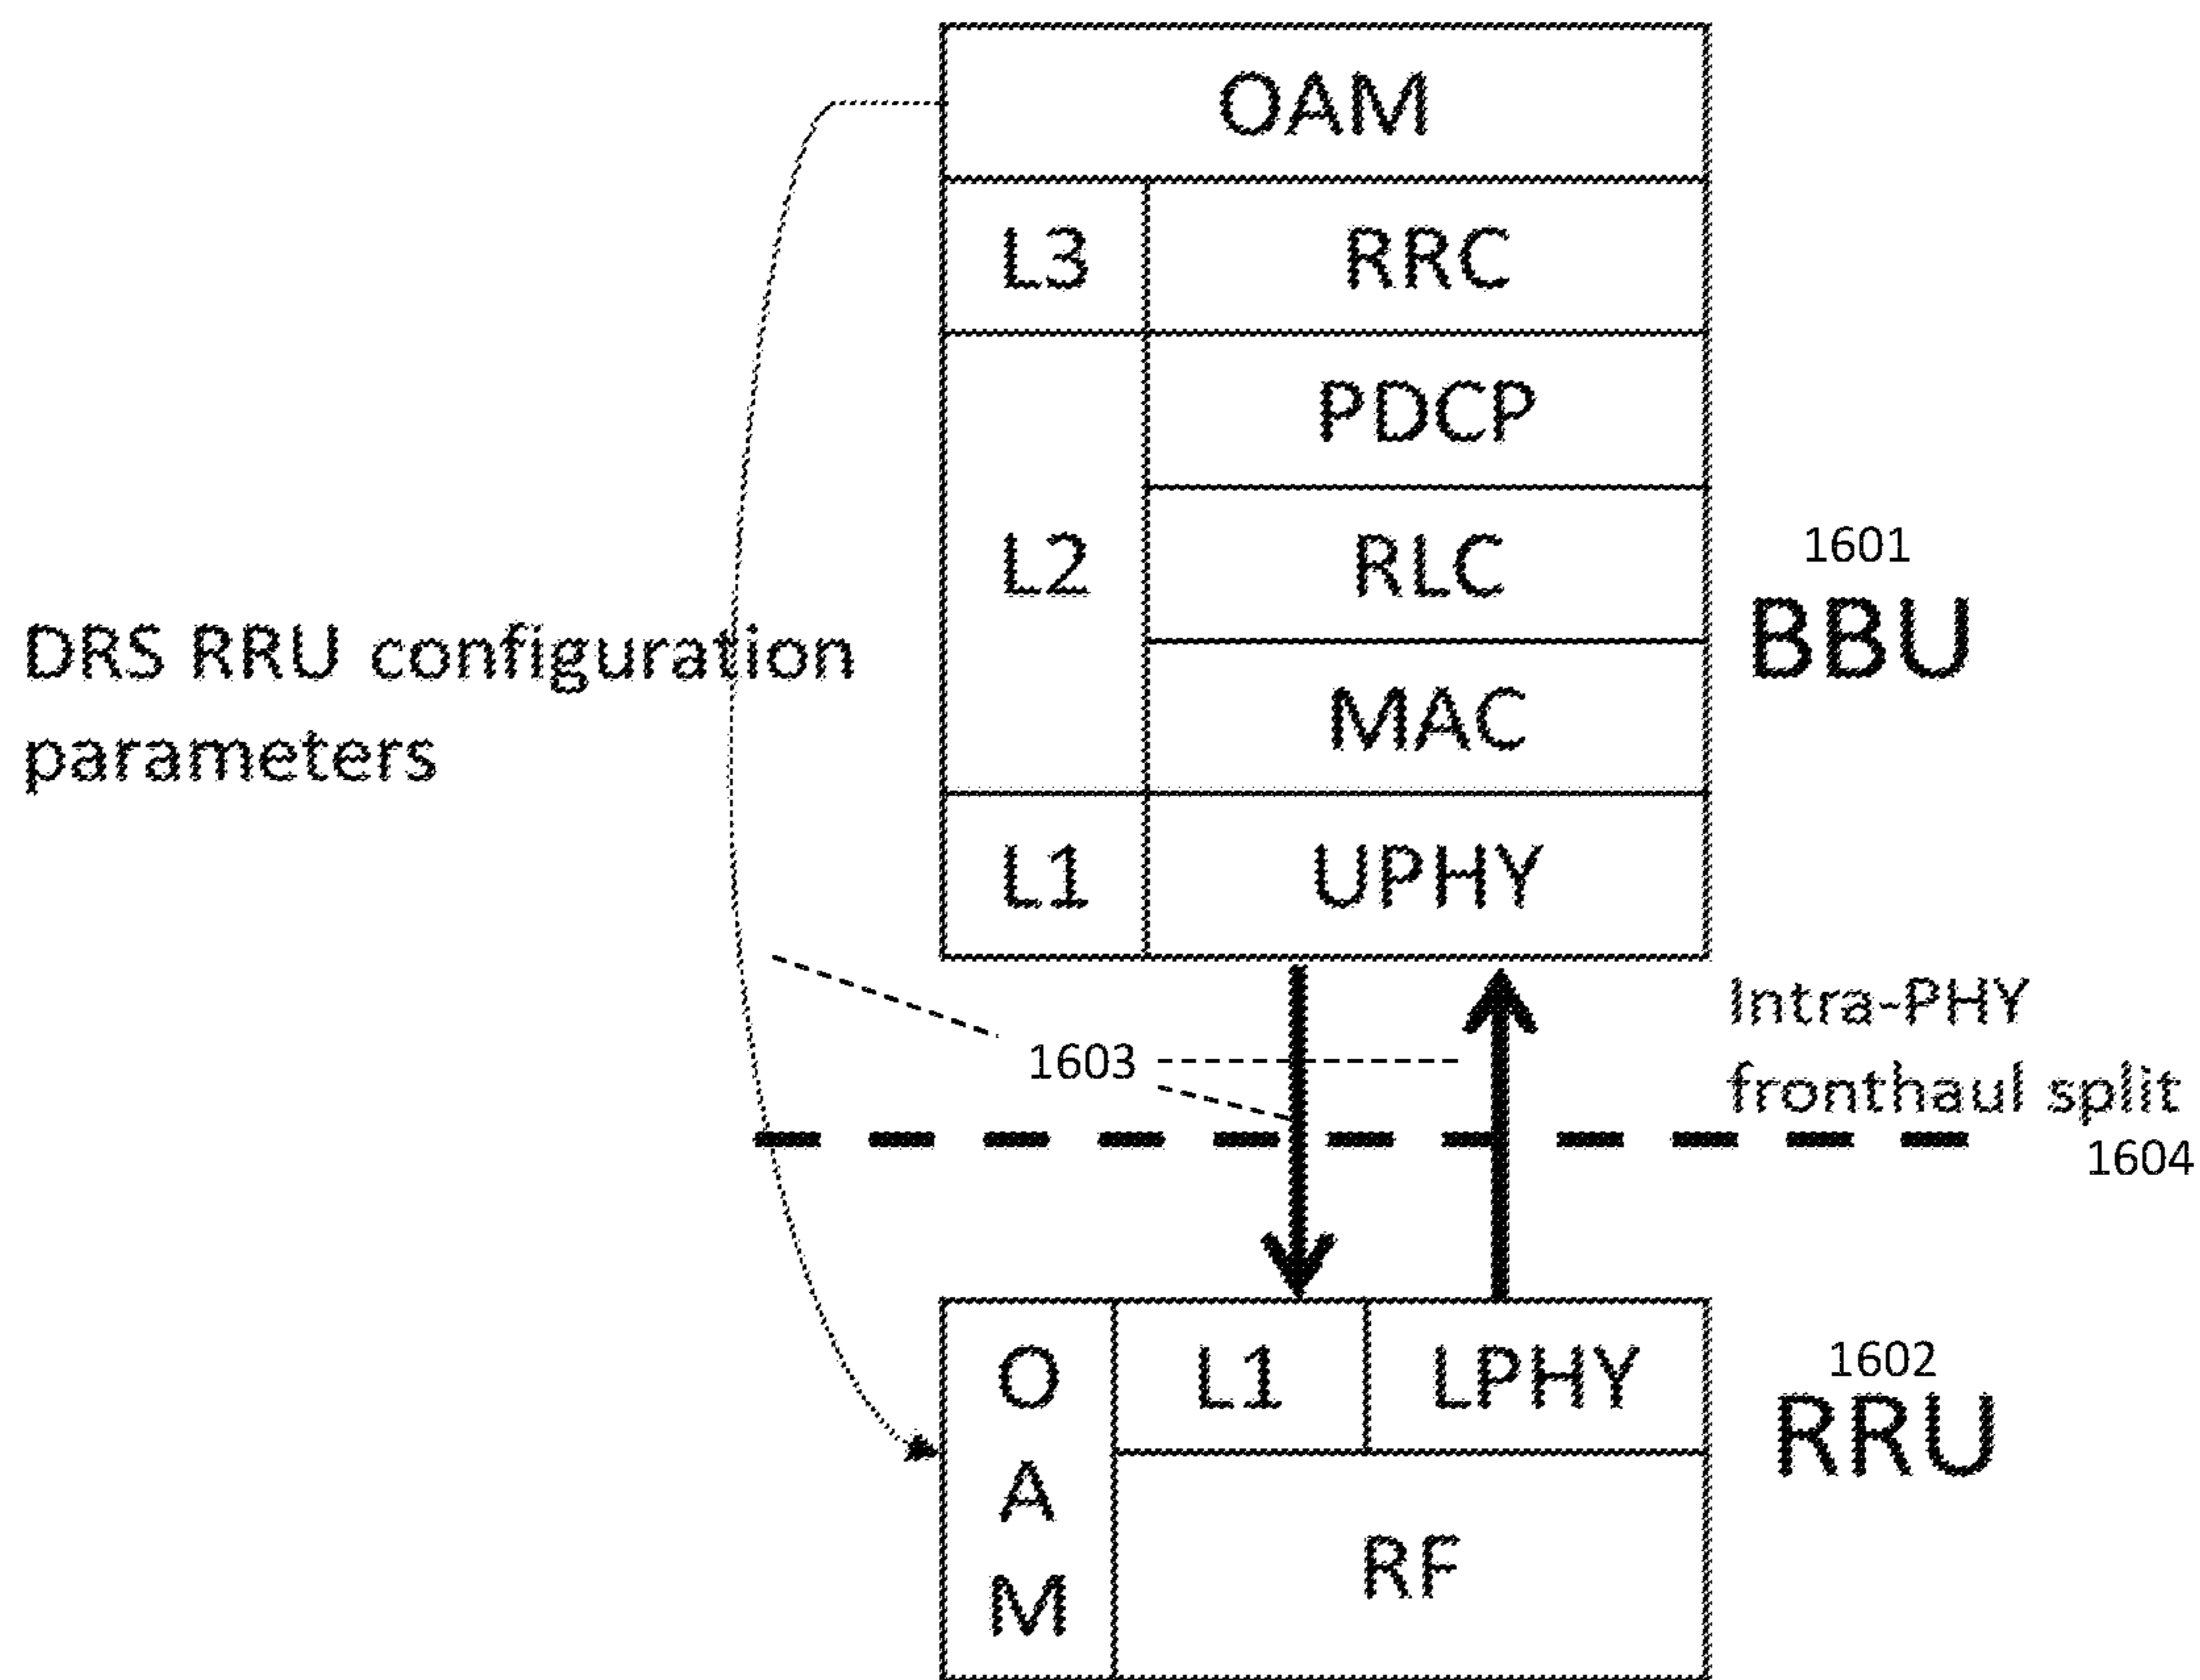 OAM
L3 RRC
PDCP
L2 RLC
1601
BBU
DRS RRU configuration
parameters
MAC
L1 UPHY
Intra-PHY
fronthaul split
1603
1604
O
A
M
L1 LPHY
RF
1602
RRU